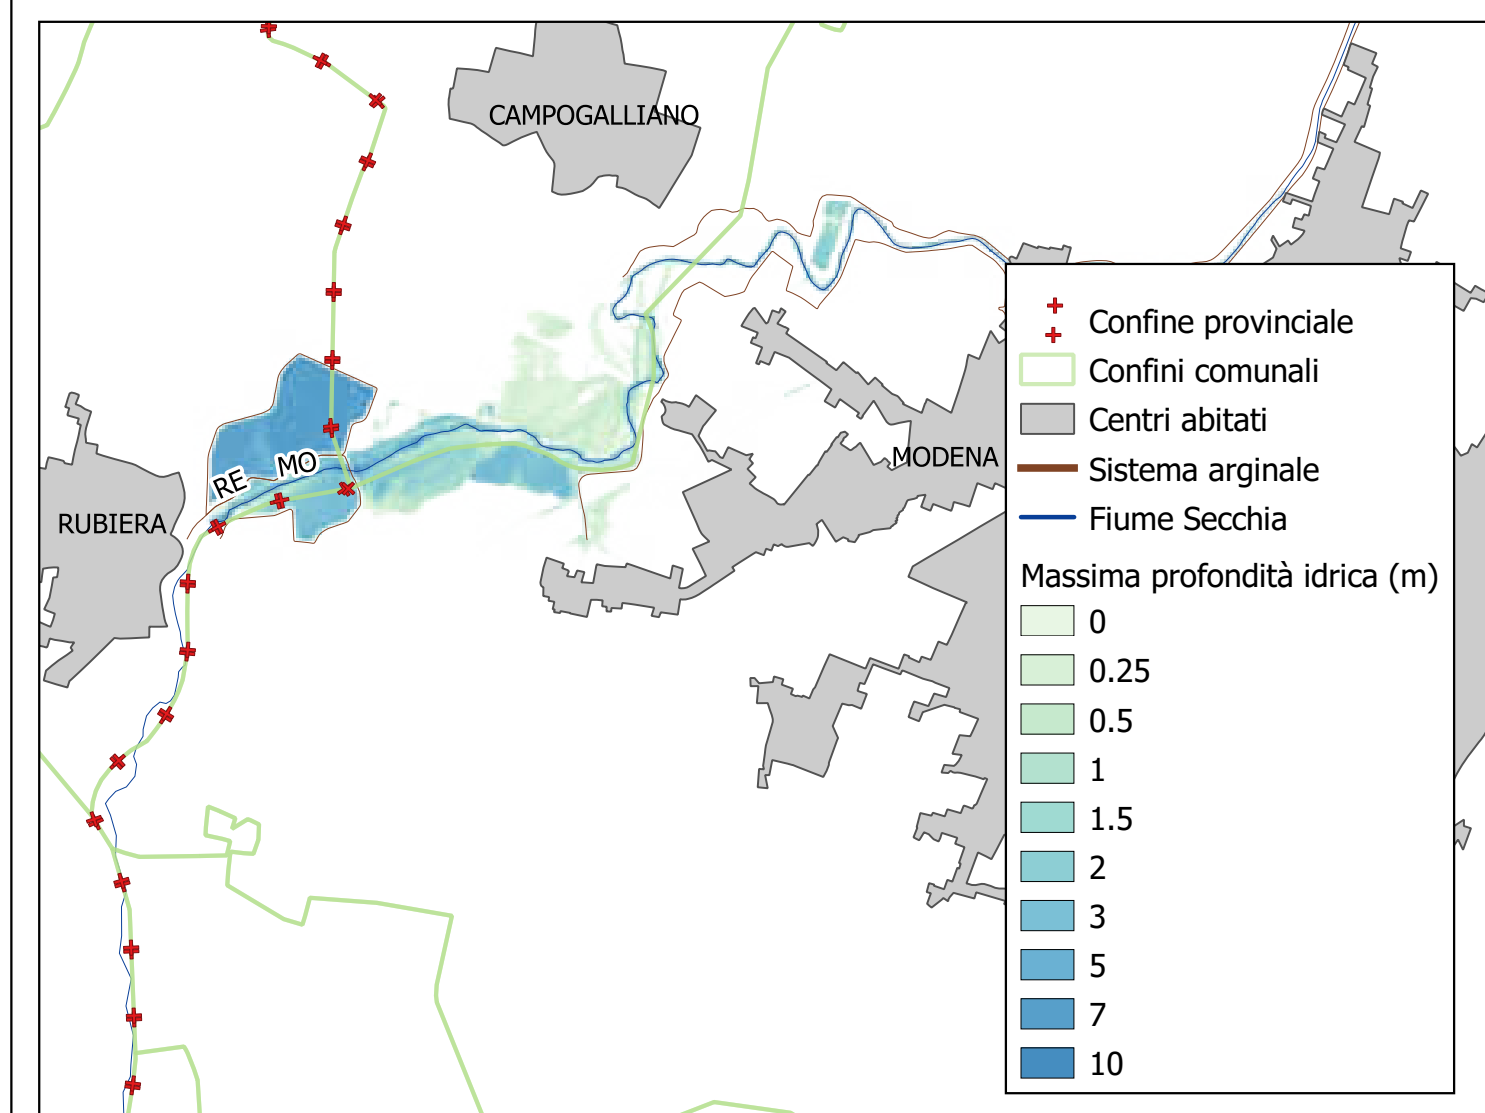 CAMPOGALLIANO
MODENA
RE
MO
RUBIERA
Confine provinciale
Confini comunali
Centri abitati
Sistema arginale
Fiume Secchia
Massima profondità idrica (m)
0
0.25
0.5
1
1.5
2
3
5
7
10